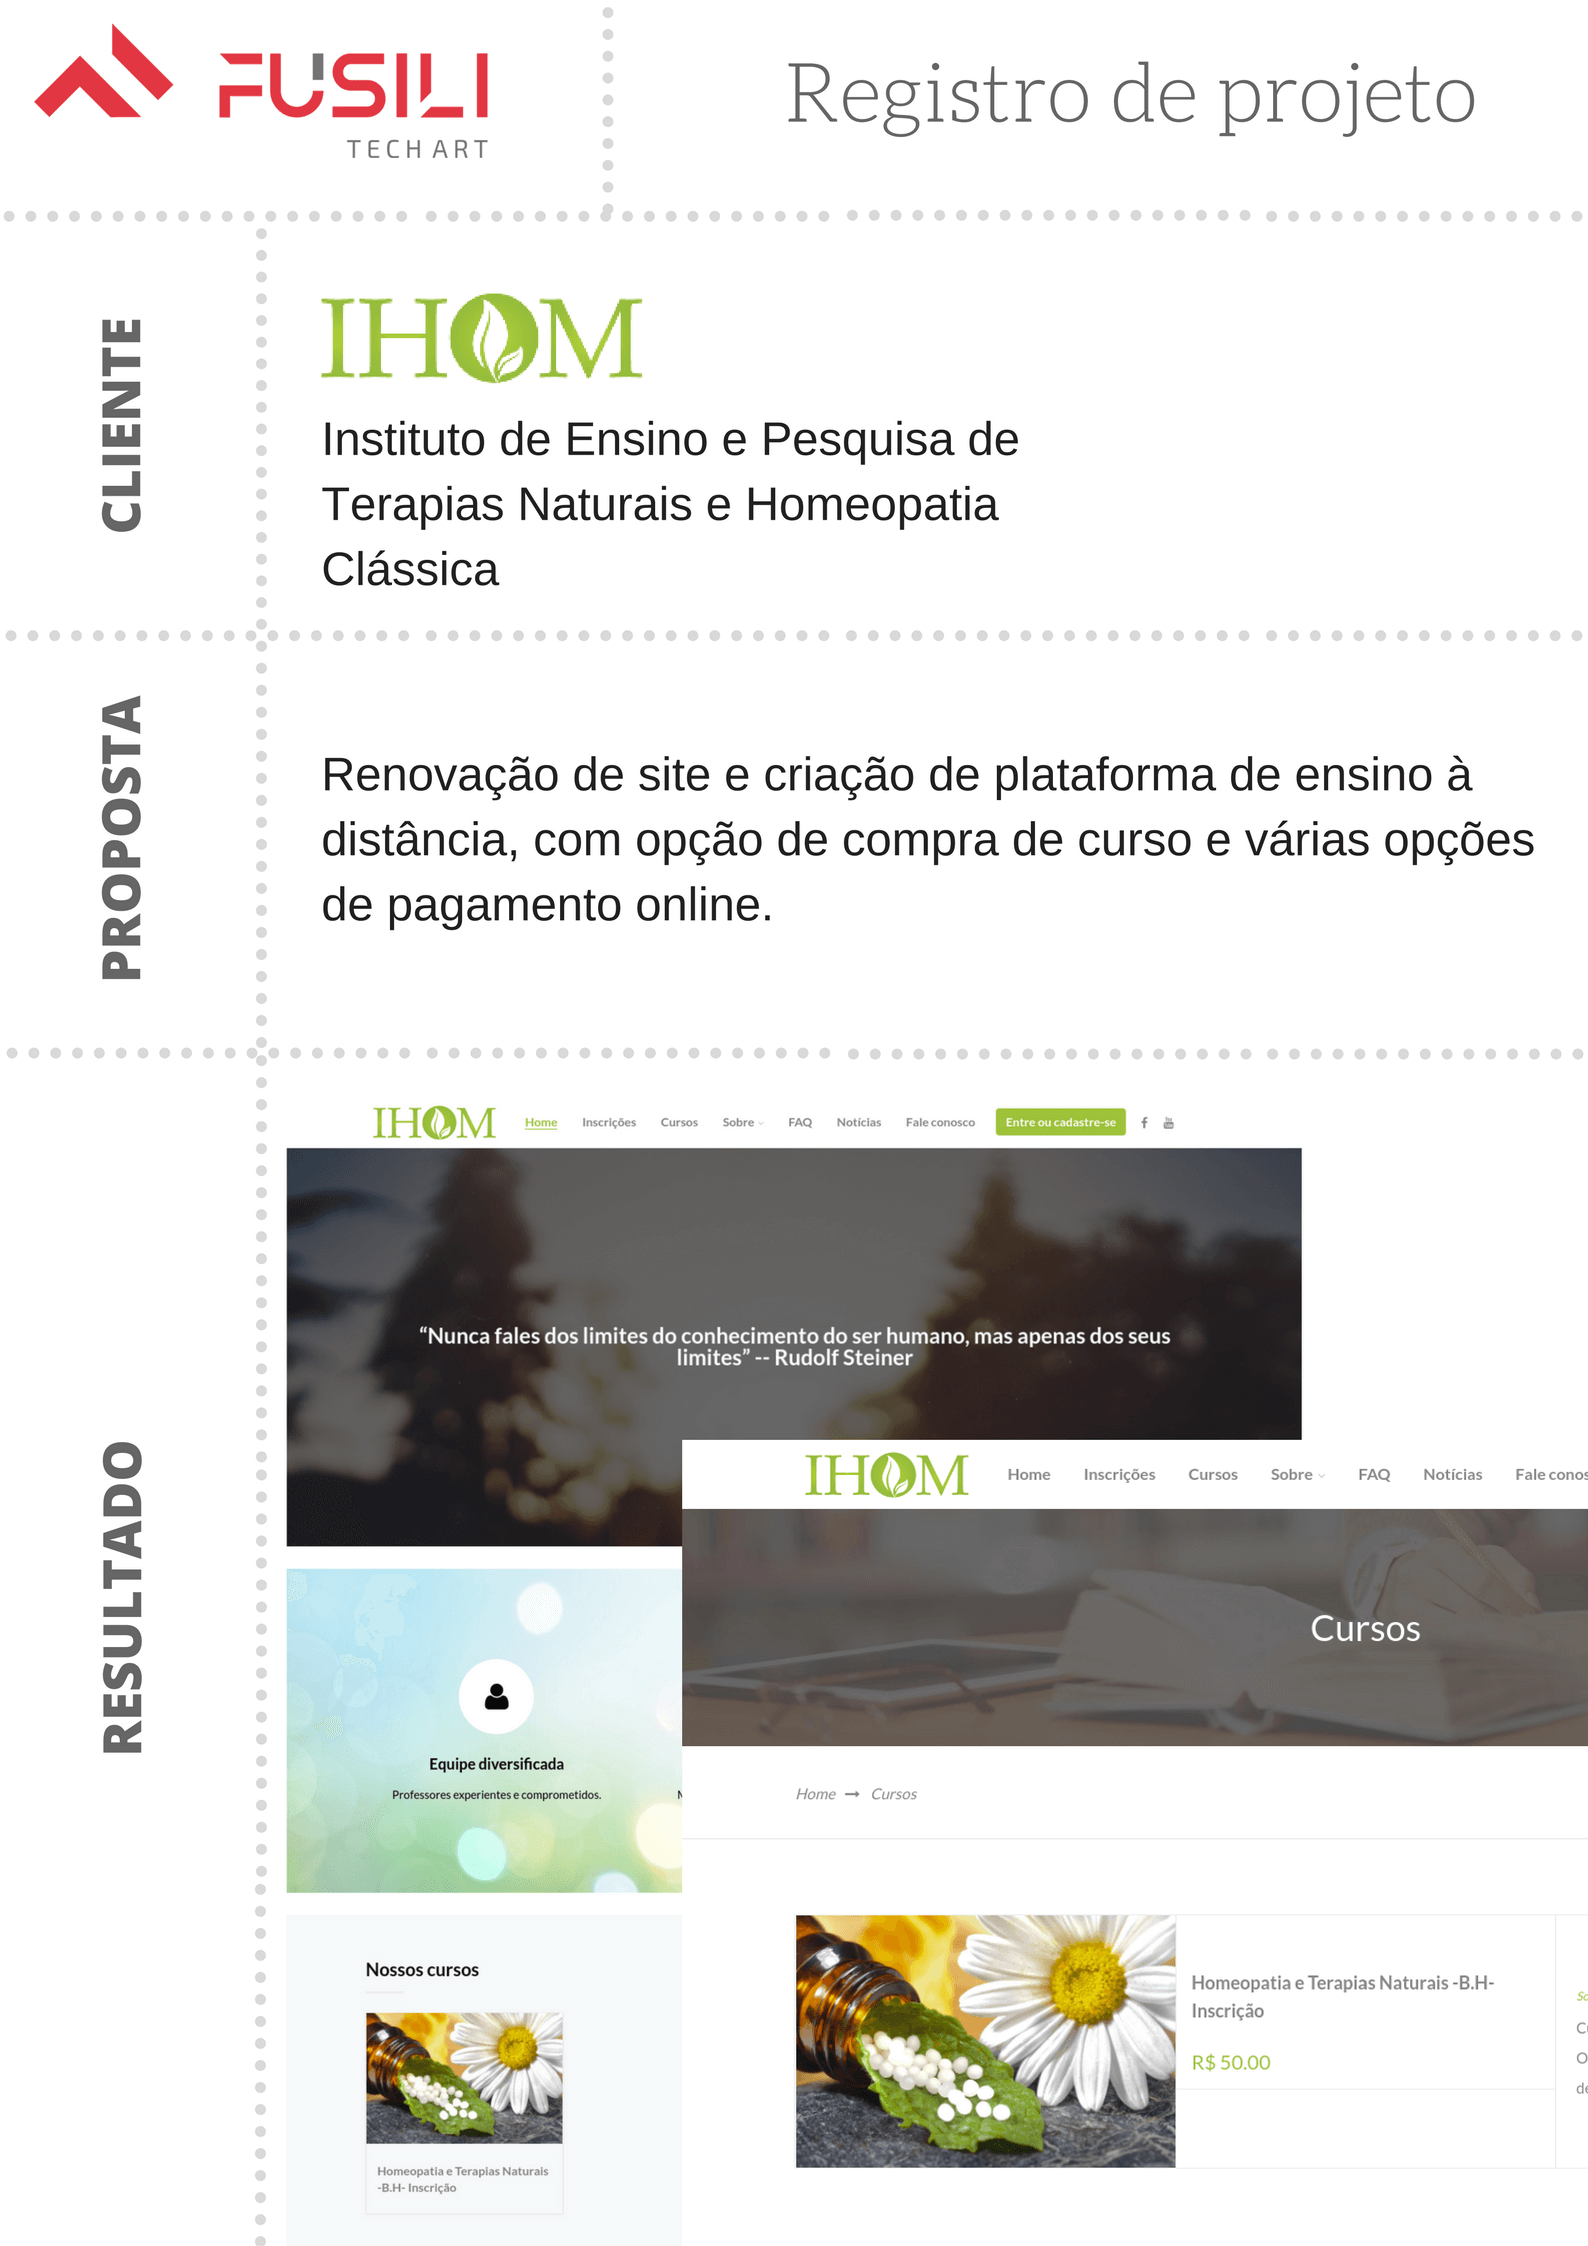 FUSILI
TECH ART
Registro de projeto
CLIENTE
IHOM
Instituto de Ensino e Pesquisa de
Terapias Naturais e Homeopatia
Clássica
PROPOSTA
Renovação de site e criação de plataforma de ensino à
distância, com opção de compra de curso e várias opções
de pagamento online.
RESULTADO
IHOM Home Inscrições Cursos Sobre FAQ Notícias Fale conosco Entre ou cadastre-se
“Nunca fales dos limites do conhecimento do ser humano, mas apenas dos seus
limites” -- Rudolf Steiner
Equipe diversificada
Professores experientes e comprometidos.
Nossos cursos
Homeopatia e Terapias Naturais
-B.H- Inscrição
IHOM Home Inscrições Cursos Sobre FAQ Notícias Fale
Cursos
Home Cursos
Homeopatia e Terapias Naturais -B.H-
Inscrição
R$ 50.00